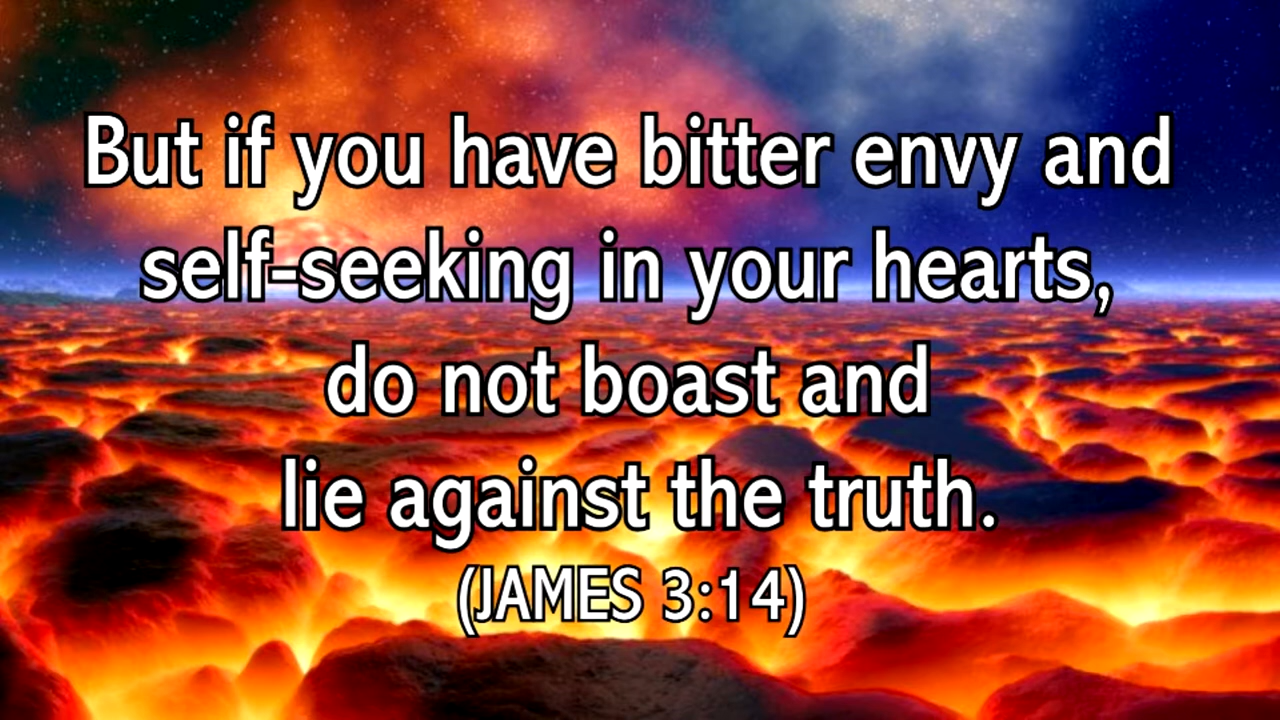 But if you have bitter envy and
self-seeking in your hearts,
do not boast and
lie against the truth.
(JAMES 3:14)